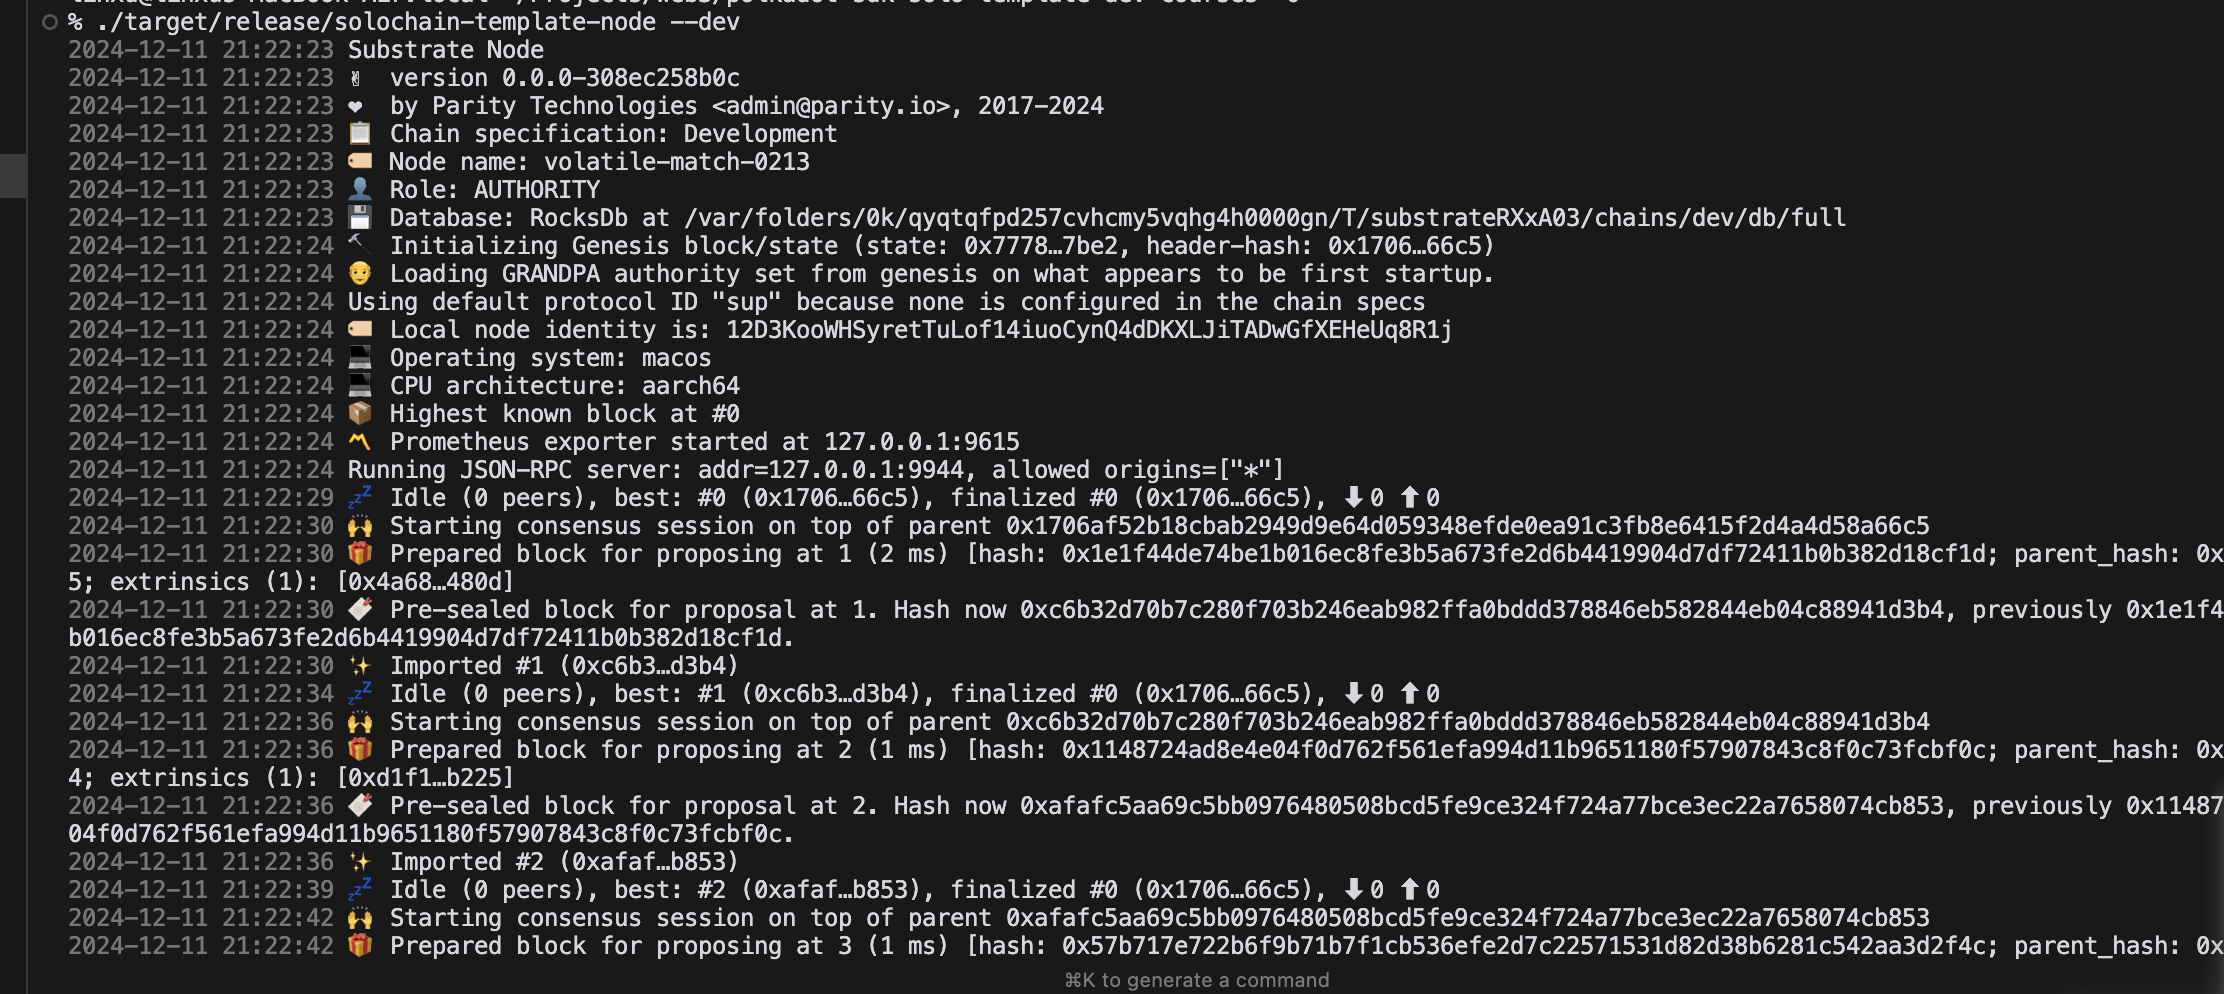 % ./target/release/solochain-template-node --dev
2024-12-11 21:22:23 Substrate Node
2024-12-11 21:22:23 ✌️ version 0.0.0-308ec258b0c
2024-12-11 21:22:23 ❤️ by Parity Technologies <admin@parity.io>, 2017-2024
2024-12-11 21:22:23 📋 Chain specification: Development
2024-12-11 21:22:23 🏷 Node name: volatile-match-0213
2024-12-11 21:22:23 👤 Role: AUTHORITY
2024-12-11 21:22:23 💾 Database: RocksDb at /var/folders/0k/qyqtqfpd257cvhcmy5vqhg4h0000gn/T/substrateRXxA03/chains/dev/db/full
2024-12-11 21:22:24 🔨 Initializing Genesis block/state (state: 0x7778…7be2, header-hash: 0x1706…66c5)
2024-12-11 21:22:24 👴 Loading GRANDPA authority set from genesis on what appears to be first startup.
2024-12-11 21:22:24 Using default protocol ID "sup" because none is configured in the chain specs
2024-12-11 21:22:24 🏷 Local node identity is: 12D3KooWHSyretTuLof14iuoCynQ4dDKXLJiTADwGfXEHeUq8R1j
2024-12-11 21:22:24 💻 Operating system: macos
2024-12-11 21:22:24 💻 CPU architecture: aarch64
2024-12-11 21:22:24 📦 Highest known block at #0
2024-12-11 21:22:24 〽️ Prometheus exporter started at 127.0.0.1:9615
2024-12-11 21:22:24 Running JSON-RPC server: addr=127.0.0.1:9944, allowed origins=["*"]
2024-12-11 21:22:29 💤 Idle (0 peers), best: #0 (0x1706…66c5), finalized #0 (0x1706…66c5), ⬇ 0 ⬆ 0
2024-12-11 21:22:30 🙌 Starting consensus session on top of parent 0x1706af52b18cbab2949d9e64d059348efde0ea91c3fb8e6415f2d4a4d58a66c5
2024-12-11 21:22:30 🎁 Prepared block for proposing at 1 (2 ms) [hash: 0x1e1f44de74be1b016ec8fe3b5a673fe2d6b4419904d7df72411b0b382d18cf1d; parent_hash: 0x
5; extrinsics (1): [0x4a68…480d]
2024-12-11 21:22:30 🔖 Pre-sealed block for proposal at 1. Hash now 0xc6b32d70b7c280f703b246eab982ffa0bddd378846eb582844eb04c88941d3b4, previously 0x1e1f4
b016ec8fe3b5a673fe2d6b4419904d7df72411b0b382d18cf1d.
2024-12-11 21:22:30 ✨ Imported #1 (0xc6b3…d3b4)
2024-12-11 21:22:34 💤 Idle (0 peers), best: #1 (0xc6b3…d3b4), finalized #0 (0x1706…66c5), ⬇ 0 ⬆ 0
2024-12-11 21:22:36 🙌 Starting consensus session on top of parent 0xc6b32d70b7c280f703b246eab982ffa0bddd378846eb582844eb04c88941d3b4
2024-12-11 21:22:36 🎁 Prepared block for proposing at 2 (1 ms) [hash: 0x1148724ad8e4e04f0d762f561efa994d11b9651180f57907843c8f0c73fcbf0c; parent_hash: 0x
4; extrinsics (1): [0xd1f1…b225]
2024-12-11 21:22:36 🔖 Pre-sealed block for proposal at 2. Hash now 0xafafc5aa69c5bb0976480508bcd5fe9ce324f724a77bce3ec22a7658074cb853, previously 0x11487
04f0d762f561efa994d11b9651180f57907843c8f0c73fcbf0c.
2024-12-11 21:22:36 ✨ Imported #2 (0xafaf…b853)
2024-12-11 21:22:39 💤 Idle (0 peers), best: #2 (0xafaf…b853), finalized #0 (0x1706…66c5), ⬇ 0 ⬆ 0
2024-12-11 21:22:42 🙌 Starting consensus session on top of parent 0xafafc5aa69c5bb0976480508bcd5fe9ce324f724a77bce3ec22a7658074cb853
2024-12-11 21:22:42 🎁 Prepared block for proposing at 3 (1 ms) [hash: 0x57b717e722b6f9b71b7f1cb536efe2d7c22571531d82d38b6281c542aa3d2f4c; parent_hash: 0x
⌘K to generate a command